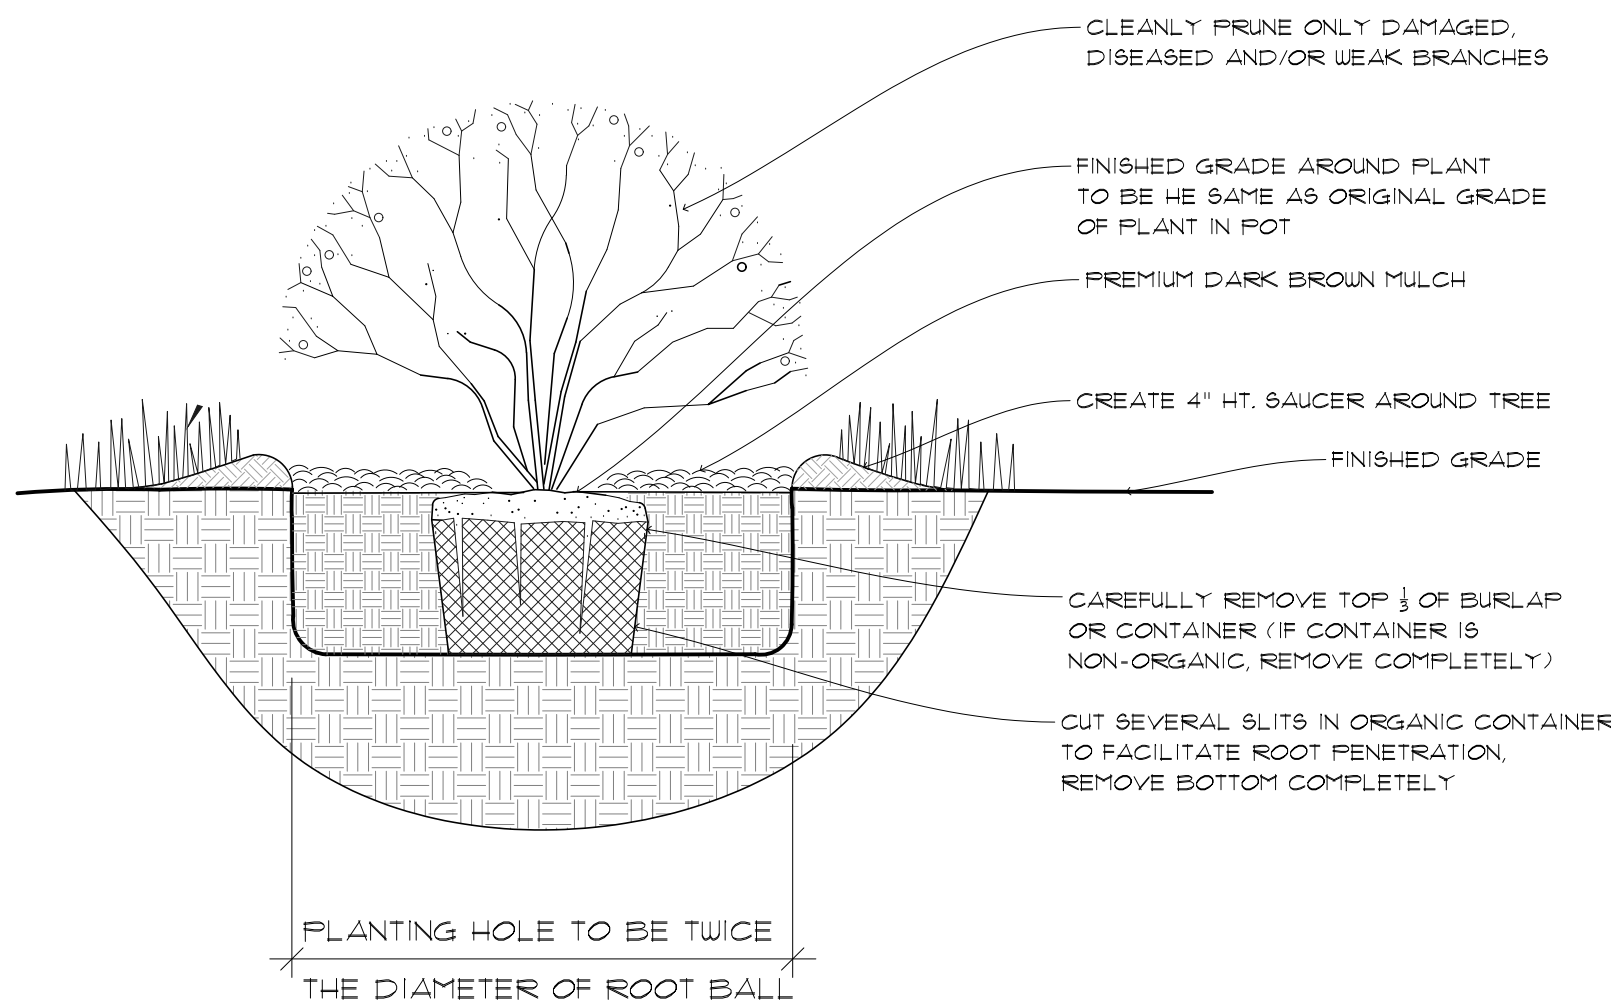 CLEANLY PRUNE ONLY DAMAGED,
DISEASED AND/OR WEAK BRANCHES
FINISHED GRADE AROUND PLANT
TO BE HE SAME AS ORIGINAL GRADE
OF PLANT IN POT
PREMIUM DARK BROWN MULCH
CREATE 4" HT. SAUCER AROUND TREE
FINISHED GRADE
CAREFULLY REMOVE TOP 1/3 OF BURLAP
OR CONTAINER (IF CONTAINER IS
NON-ORGANIC, REMOVE COMPLETELY)
CUT SEVERAL SLITS IN ORGANIC CONTAINER
TO FACILITATE ROOT PENETRATION,
REMOVE BOTTOM COMPLETELY
PLANTING HOLE TO BE TWICE
THE DIAMETER OF ROOT BALL